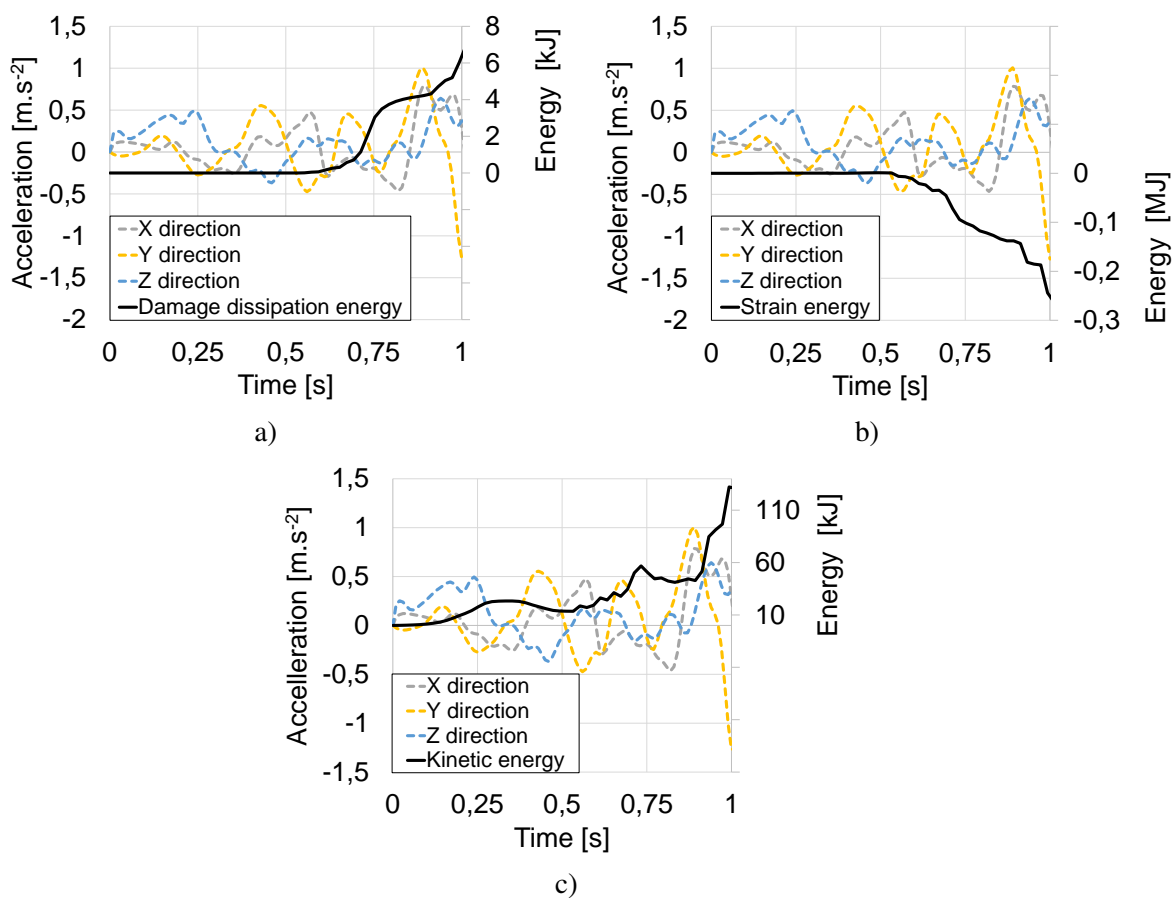 1,5
1
0,5
0
-0,5
-1
-1,5
-2
Acceleration [m.s-2]
8
6
4
2
0
Energy [kJ]
X direction
Y direction
Z direction
Damage dissipation energy
0 0,25 0,5 0,75 1
Time [s]
a)
1,5
1
0,5
0
-0,5
-1
-1,5
-2
Acceleration [m.s-2]
0
-0,1
-0,2
-0,3
Energy [MJ]
X direction
Y direction
Z direction
Strain energy
0 0,25 0,5 0,75 1
Time [s]
b)
1,5
1
0,5
0
-0,5
-1
-1,5
Accelleration [m.s-2]
110
60
10
Energy [kJ]
X direction
Y direction
Z direction
Kinetic energy
0 0,25 0,5 0,75 1
Time [s]
c)